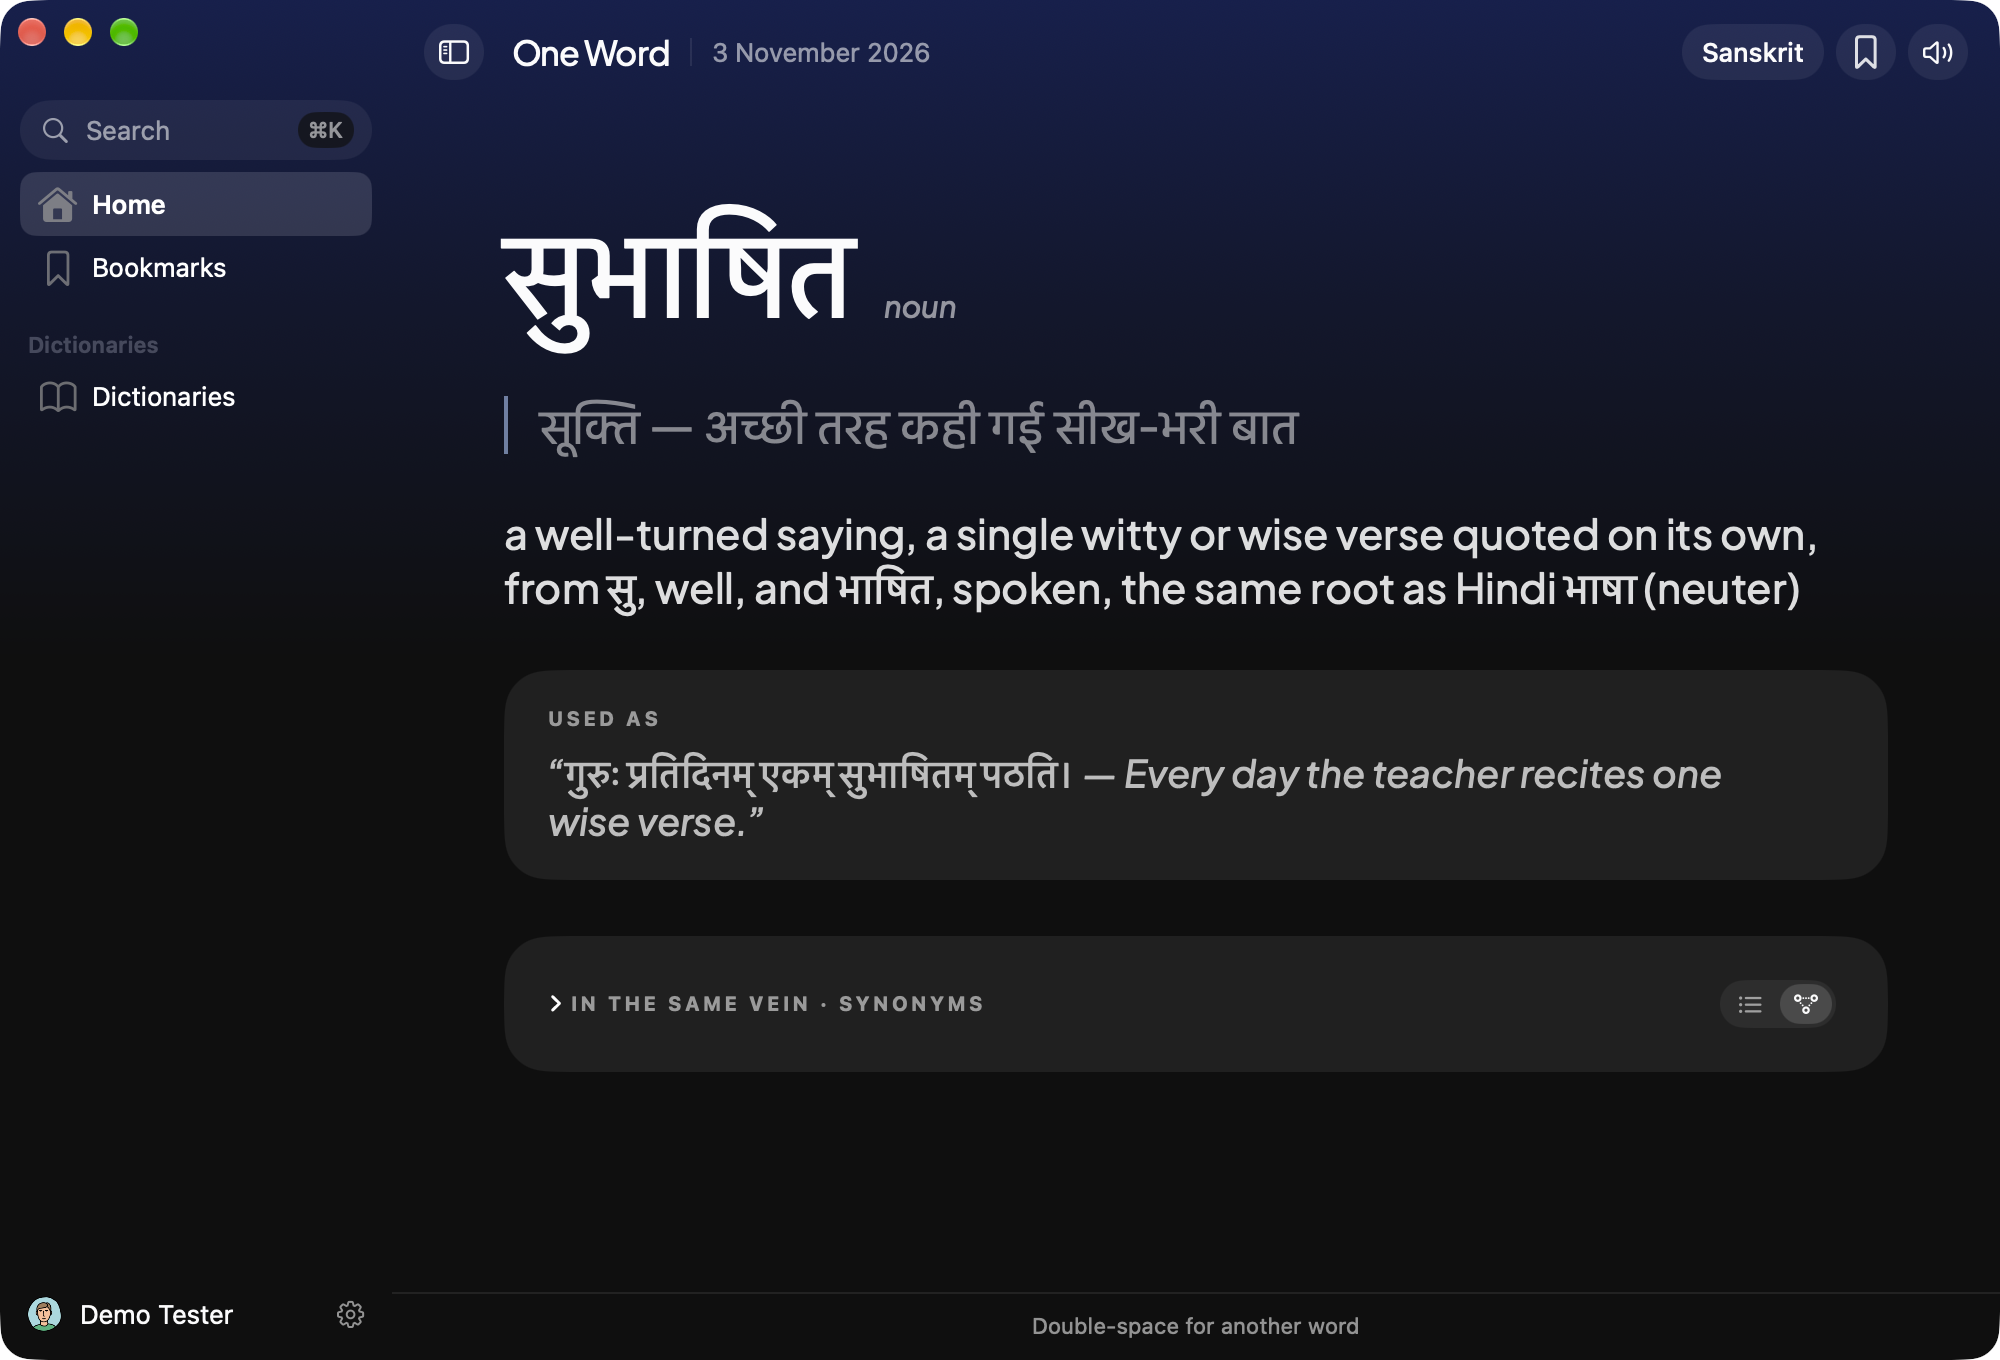 One Word
3 November 2026
Sanskrit
Search
⌘K
Home
Bookmarks
Dictionaries
Dictionaries
सुभाषित
noun
सूक्ति — अच्छी तरह कही गई सीख-भरी बात
a well-turned saying, a single witty or wise verse quoted on its own,
from सु, well, and भाषित, spoken, the same root as Hindi भाषा (neuter)
USED AS
“गुरुः प्रतिदिनम् एकम् सुभाषितम् पठति। — Every day the teacher recites one
wise verse.”
IN THE SAME VEIN · SYNONYMS
Demo Tester
Double-space for another word